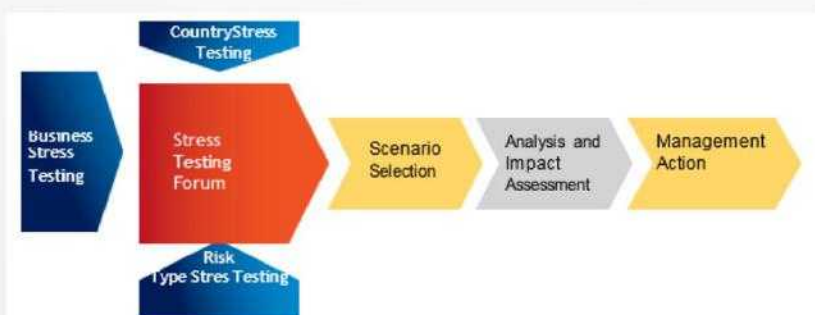 CountryStress
Testing
Business
Stress
Testing
Stress
Testing
Forum
Scenario
Selection
Analysis and
Impact
Assessment
Management
Action
Risk
Type Stres Testing